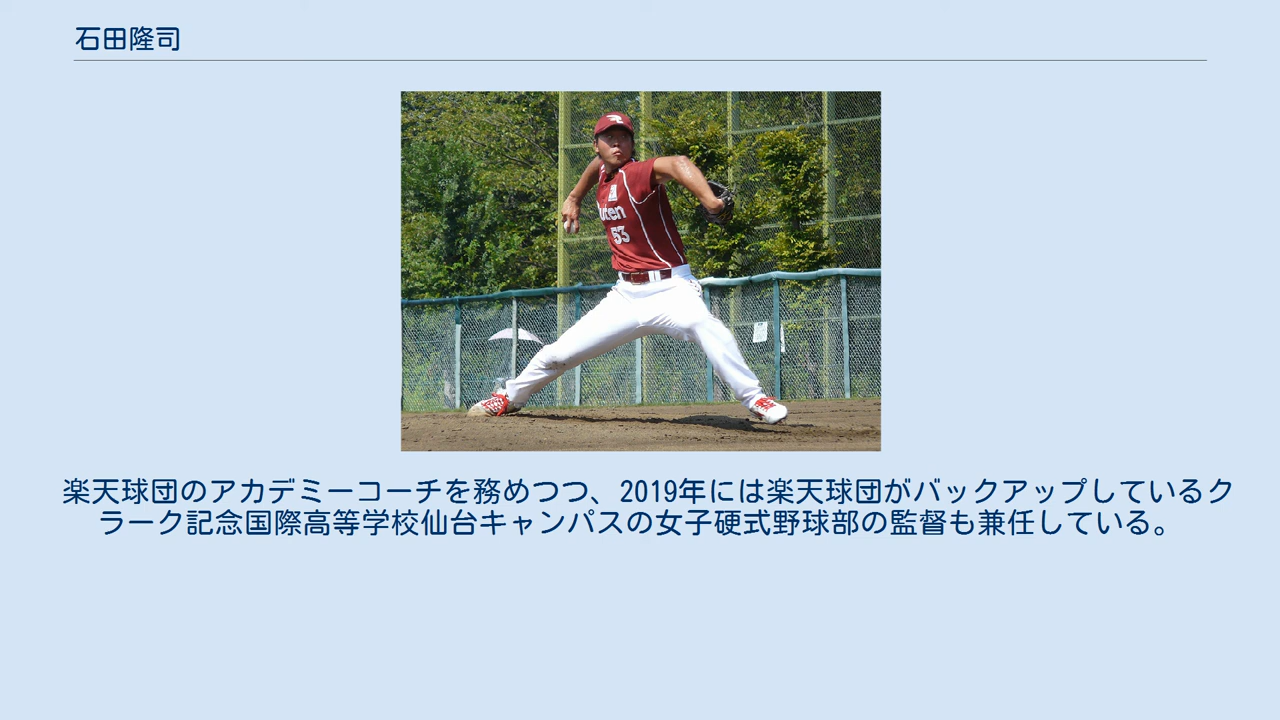 石田隆司
uten
53
楽天球団のアカデミーコーチを務めつつ、2019年には楽天球団がバックアップしているク
ラーク記念国際高等学校仙台キャンパスの女子硬式野球部の監督も兼任している。